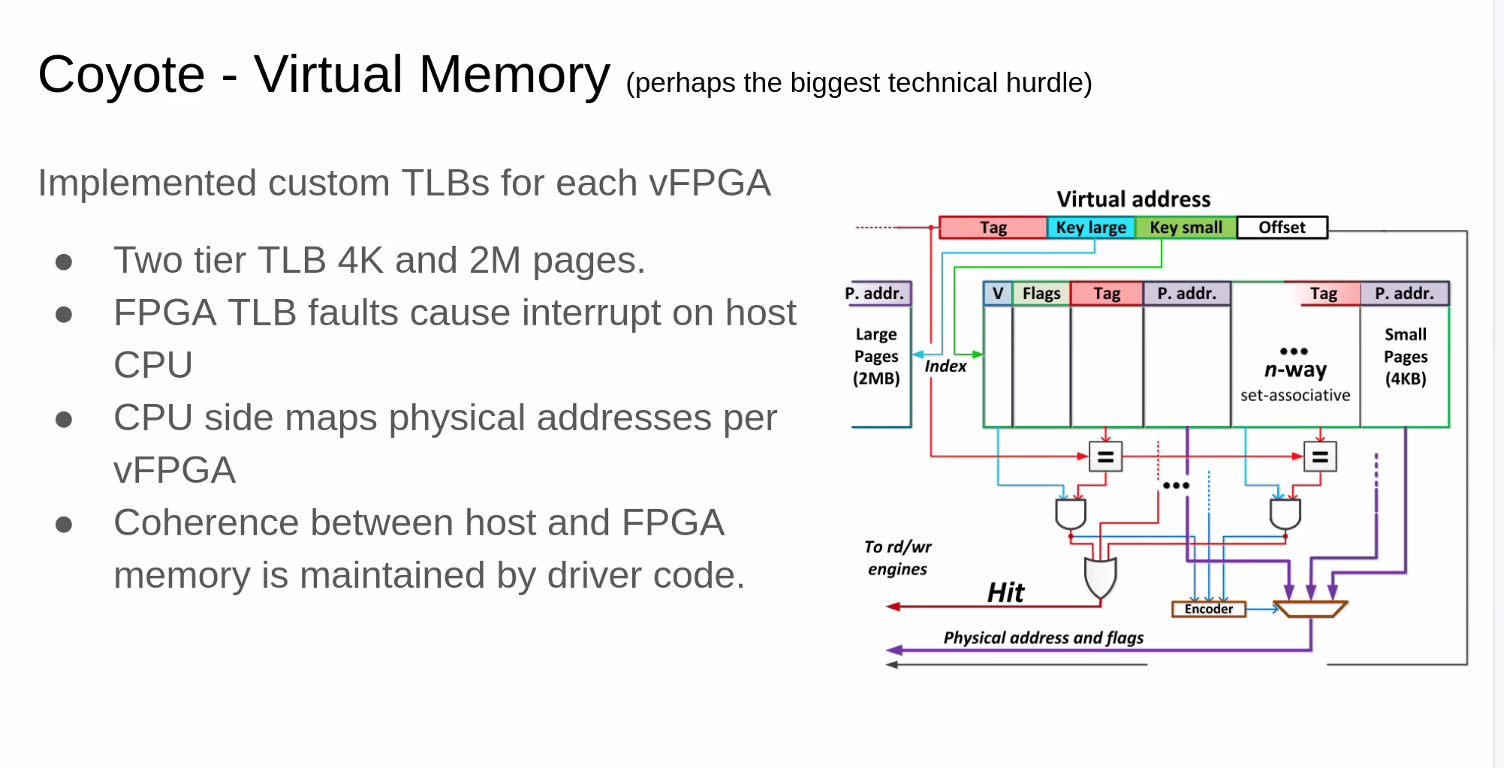 Coyote - Virtual Memory (perhaps the biggest technical hurdle)
Implemented custom TLBs for each vFPGA
● Two tier TLB 4K and 2M pages.
● FPGA TLB faults cause interrupt on host
CPU
● CPU side maps physical addresses per
vFPGA
● Coherence between host and FPGA
memory is maintained by driver code.
Virtual address
Tag Key large Key small Offset
P. addr. V Flags Tag P. addr. Tag P. addr.
Large
Pages
(2MB)
Index
•••
n-way
set-associative
Small
Pages
(4KB)
= =
•••
To rd/wr
engines
Hit
Encoder
Physical address and flags